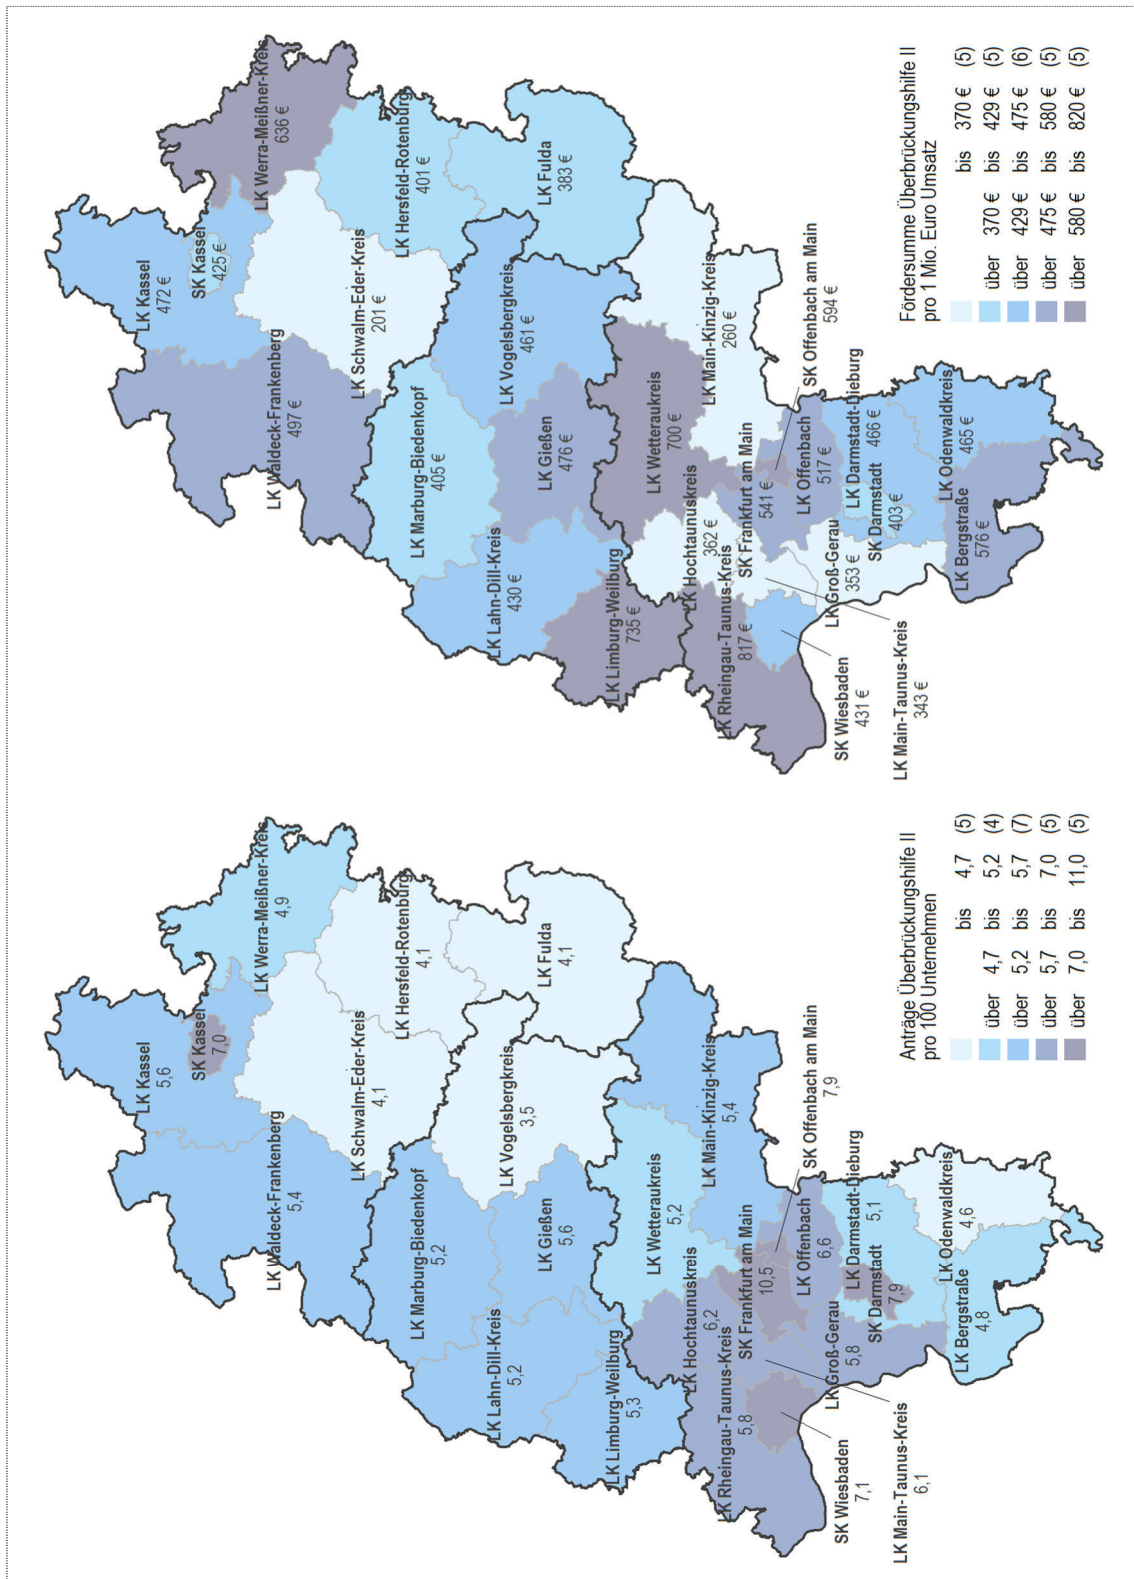 LK Kassel
5,6
SK Kassel
7,0
LK Werra-Meißner-Kreis
4,9
LK Waldeck-Frankenberg
5,4
LK Schwalm-Eder-Kreis
4,1
LK Hersfeld-Rotenburg
4,1
LK Marburg-Biedenkopf
5,2
LK Vogelsbergkreis
3,5
LK Fulda
4,1
LK Lahn-Dill-Kreis
5,2
LK Gießen
5,6
LK Limburg-Weilburg
5,3
LK Wetteraukreis
5,2
LK Main-Kinzig-Kreis
5,4
LK Hochtaunuskreis
6,2
LK Rheingau-Taunus-Kreis
5,8
SK Frankfurt am Main
10,5
SK Offenbach am Main
7,9
LK Offenbach
6,6
SK Wiesbaden
7,1
LK Main-Taunus-Kreis
6,1
LK Groß-Gerau
5,8
LK Darmstadt-Dieburg
5,1
SK Darmstadt
7,9
LK Odenwaldkreis
4,6
LK Bergstraße
4,8
Anträge Überbrückungshilfe II
pro 100 Unternehmen
bis 4,7 (5)
über 4,7 bis 5,2 (4)
über 5,2 bis 5,7 (7)
über 5,7 bis 7,0 (5)
über 7,0 bis 11,0 (5)
LK Kassel
472 €
SK Kassel
425 €
LK Werra-Meißner-Kreis
636 €
LK Waldeck-Frankenberg
497 €
LK Schwalm-Eder-Kreis
201 €
LK Hersfeld-Rotenburg
401 €
LK Marburg-Biedenkopf
405 €
LK Vogelsbergkreis
461 €
LK Fulda
383 €
LK Lahn-Dill-Kreis
430 €
LK Gießen
476 €
LK Limburg-Weilburg
735 €
LK Wetteraukreis
700 €
LK Main-Kinzig-Kreis
260 €
LK Hochtaunuskreis
362 €
LK Rheingau-Taunus-Kreis
817 €
SK Frankfurt am Main
541 €
SK Offenbach am Main
594 €
LK Offenbach
517 €
SK Wiesbaden
431 €
LK Main-Taunus-Kreis
343 €
LK Groß-Gerau
353 €
LK Darmstadt-Dieburg
466 €
SK Darmstadt
403 €
LK Odenwaldkreis
465 €
LK Bergstraße
576 €
Fördersumme Überbrückungshilfe II
pro 1 Mio. Euro Umsatz
bis 370 € (5)
über 370 € bis 429 € (5)
über 429 € bis 475 € (6)
über 475 € bis 580 € (5)
über 580 € bis 820 € (5)